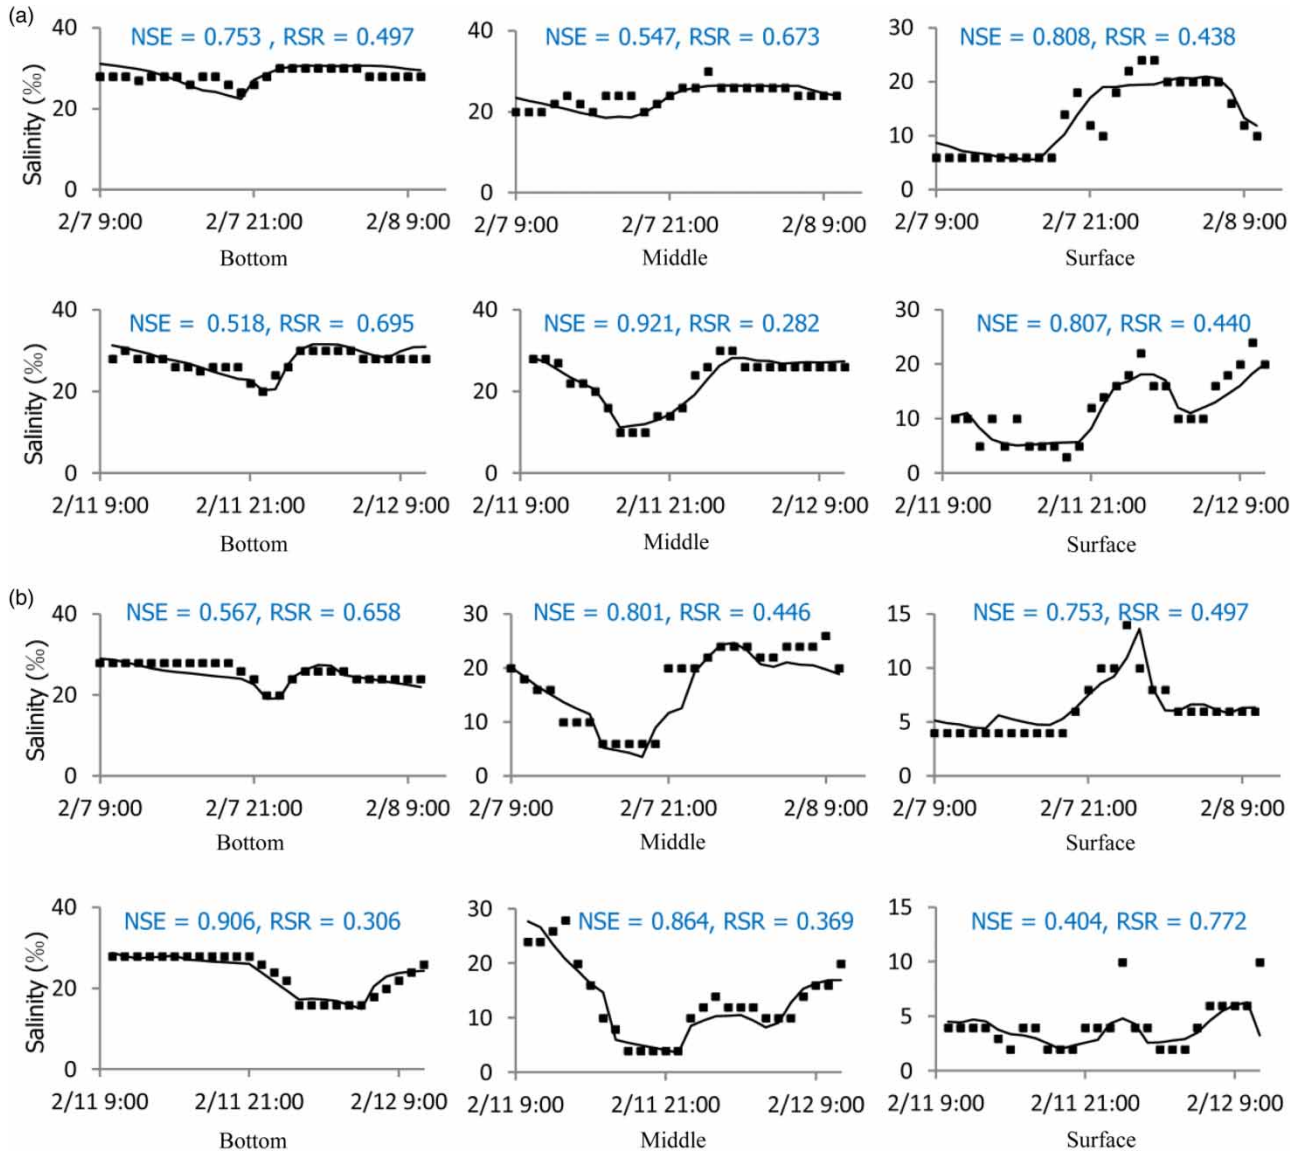 (a)
NSE = 0.753 , RSR = 0.497
NSE = 0.547, RSR = 0.673
NSE = 0.808, RSR = 0.438
Salinity (‰)
40
20
0
40
20
0
30
20
10
0
2/7 9:00 2/7 21:00 2/8 9:00
2/7 9:00 2/7 21:00 2/8 9:00
2/7 9:00 2/7 21:00 2/8 9:00
Bottom
Middle
Surface
NSE = 0.518, RSR = 0.695
NSE = 0.921, RSR = 0.282
NSE = 0.807, RSR = 0.440
Salinity (‰)
40
20
0
40
20
0
30
20
10
0
2/11 9:00 2/11 21:00 2/12 9:00
2/11 9:00 2/11 21:00 2/12 9:00
2/11 9:00 2/11 21:00 2/12 9:00
Bottom
Middle
Surface
(b)
NSE = 0.567, RSR = 0.658
NSE = 0.801, RSR = 0.446
NSE = 0.753, RSR = 0.497
Salinity (‰)
40
20
0
30
20
10
0
15
10
5
0
2/7 9:00 2/7 21:00 2/8 9:00
2/7 9:00 2/7 21:00 2/8 9:00
2/7 9:00 2/7 21:00 2/8 9:00
Bottom
Middle
Surface
NSE = 0.906, RSR = 0.306
NSE = 0.864, RSR = 0.369
NSE = 0.404, RSR = 0.772
Salinity (‰)
40
20
0
30
20
10
0
15
10
5
0
2/11 9:00 2/11 21:00 2/12 9:00
2/11 9:00 2/11 21:00 2/12 9:00
2/11 9:00 2/11 21:00 2/12 9:00
Bottom
Middle
Surface